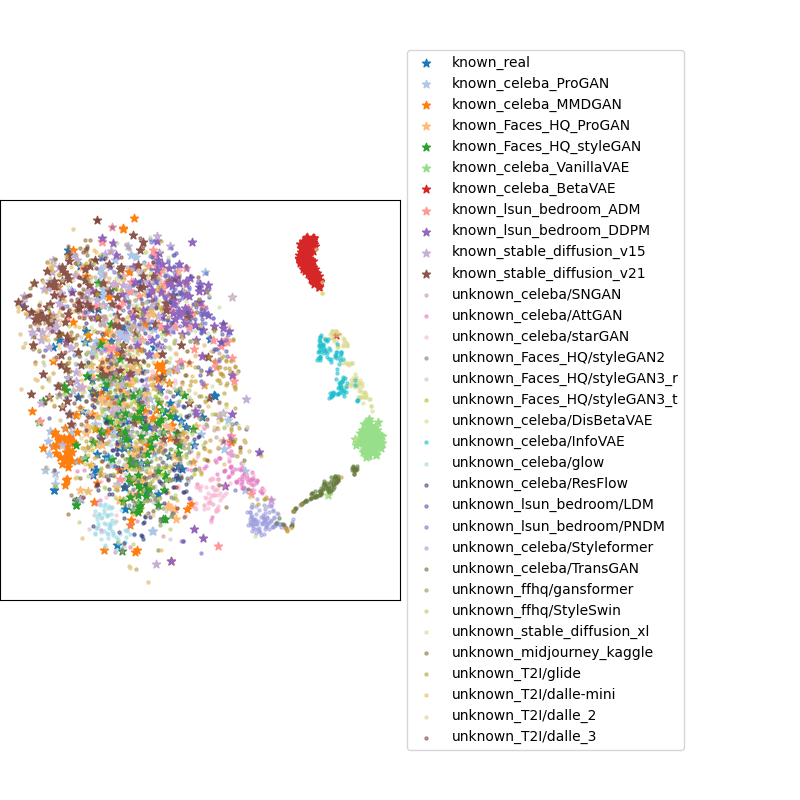 known_real
known_celeba_ProGAN
known_celeba_MMDGAN
known_Faces_HQ_ProGAN
known_Faces_HQ_styleGAN
known_celeba_VanillaVAE
known_celeba_BetaVAE
known_lsun_bedroom_ADM
known_lsun_bedroom_DDPM
known_stable_diffusion_v15
known_stable_diffusion_v21
unknown_celeba/SNGAN
unknown_celeba/AttGAN
unknown_celeba/starGAN
unknown_Faces_HQ/styleGAN2
unknown_Faces_HQ/styleGAN3_r
unknown_Faces_HQ/styleGAN3_t
unknown_celeba/DisBetaVAE
unknown_celeba/InfoVAE
unknown_celeba/glow
unknown_celeba/ResFlow
unknown_lsun_bedroom/LDM
unknown_lsun_bedroom/PNDM
unknown_celeba/Styleformer
unknown_celeba/TransGAN
unknown_ffhq/gansformer
unknown_ffhq/StyleSwin
unknown_stable_diffusion_xl
unknown_midjourney_kaggle
unknown_T2I/glide
unknown_T2I/dalle-mini
unknown_T2I/dalle_2
unknown_T2I/dalle_3